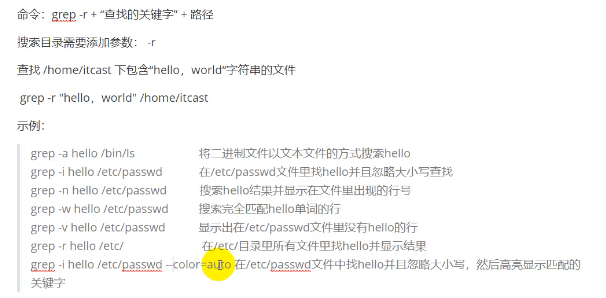 命令：grep -r + “查找的关键字” + 路径
搜索目录需要添加参数： -r
查找 /home/itcast 下包含“hello，world”字符串的文件
grep -r "hello，world" /home/itcast
示例：
grep -a hello /bin/ls 将二进制文件以文本文件的方式搜索hello
grep -i hello /etc/passwd 在/etc/passwd文件里找hello并且忽略大小写查找
grep -n hello /etc/passwd 搜索hello结果并显示在文件里出现的行号
grep -w hello /etc/passwd 搜索完全匹配hello单词的行
grep -v hello /etc/passwd 显示出在/etc/passwd文件里没有hello的行
grep -r hello /etc/ 在/etc/目录里所有文件里找hello并显示结果
grep -i hello /etc/passwd --color=auto 在/etc/passwd文件中找hello并且忽略大小写，然后高亮显示匹配的
关键字